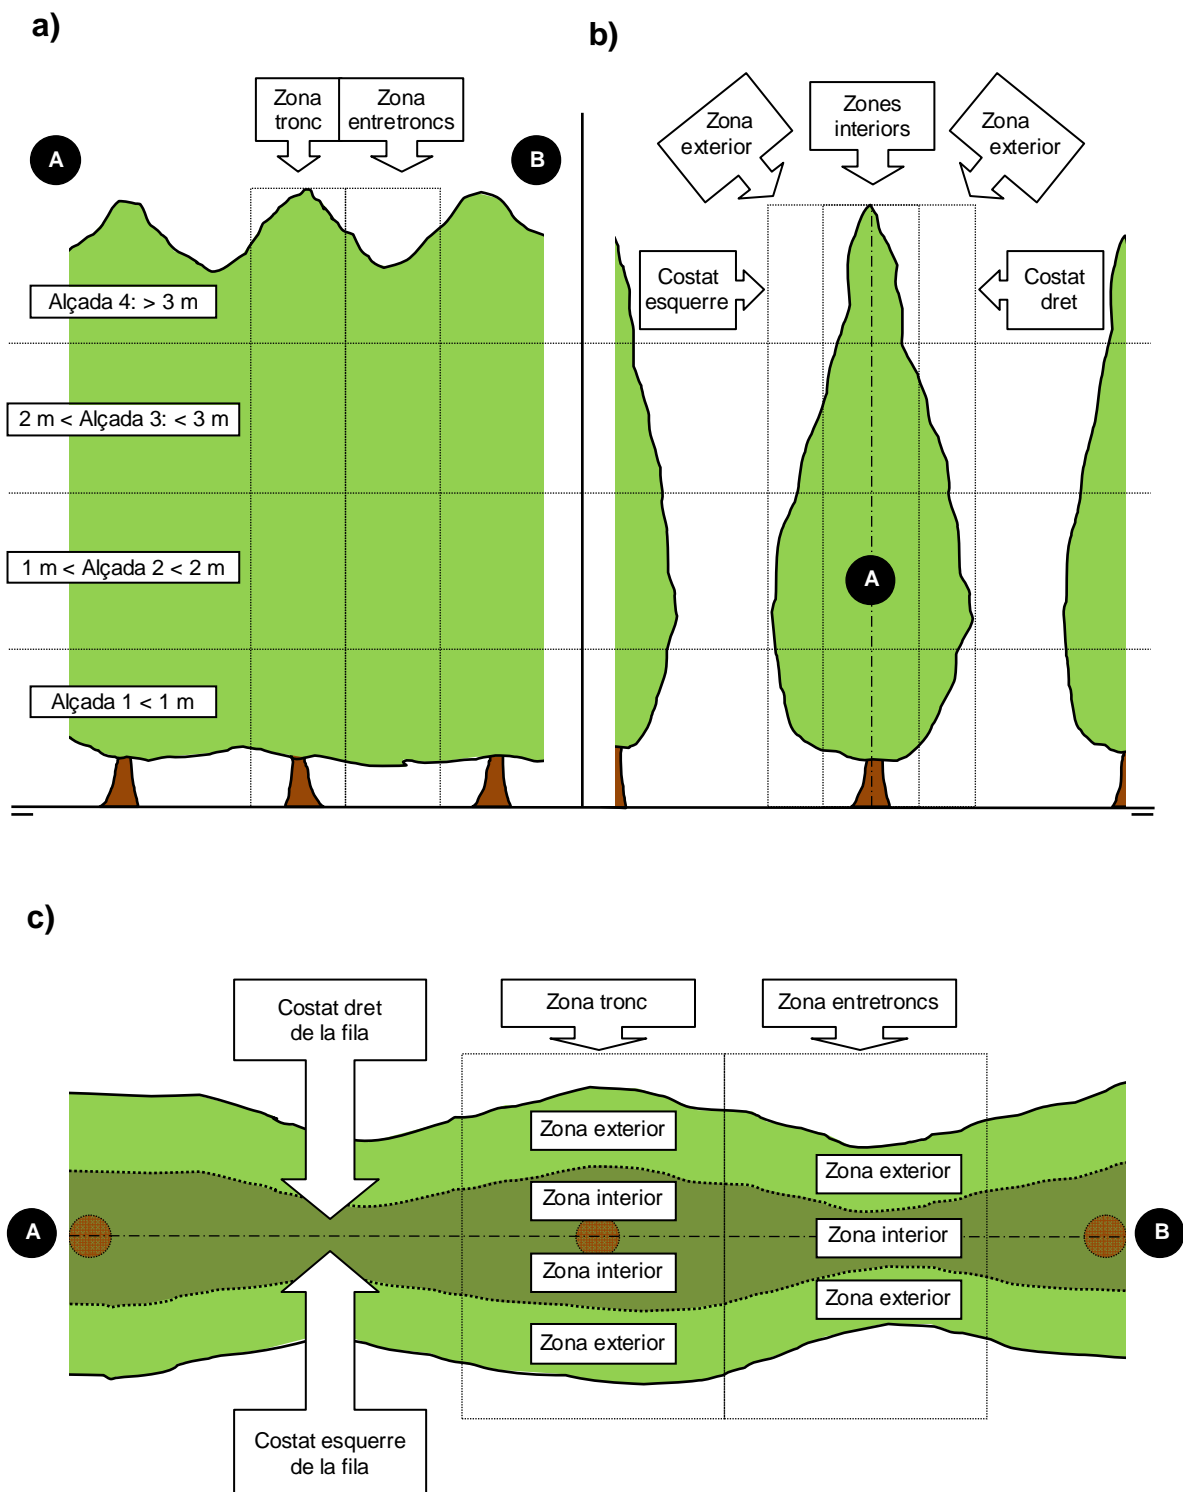 a)
b)
Zona
tronc
Zona
entretroncs
A
B
Zona
exterior
Zones
interiors
Zona
exterior
Costat
esquerre
Costat
dret
Alçada 4: > 3 m
2 m < Alçada 3: < 3 m
1 m < Alçada 2 < 2 m
A
Alçada 1 < 1 m
c)
Costat dret
de la fila
Zona tronc
Zona entretroncs
Zona exterior
Zona exterior
Zona interior
A
Zona interior
B
Zona interior
Zona exterior
Zona exterior
Costat esquerre
de la fila